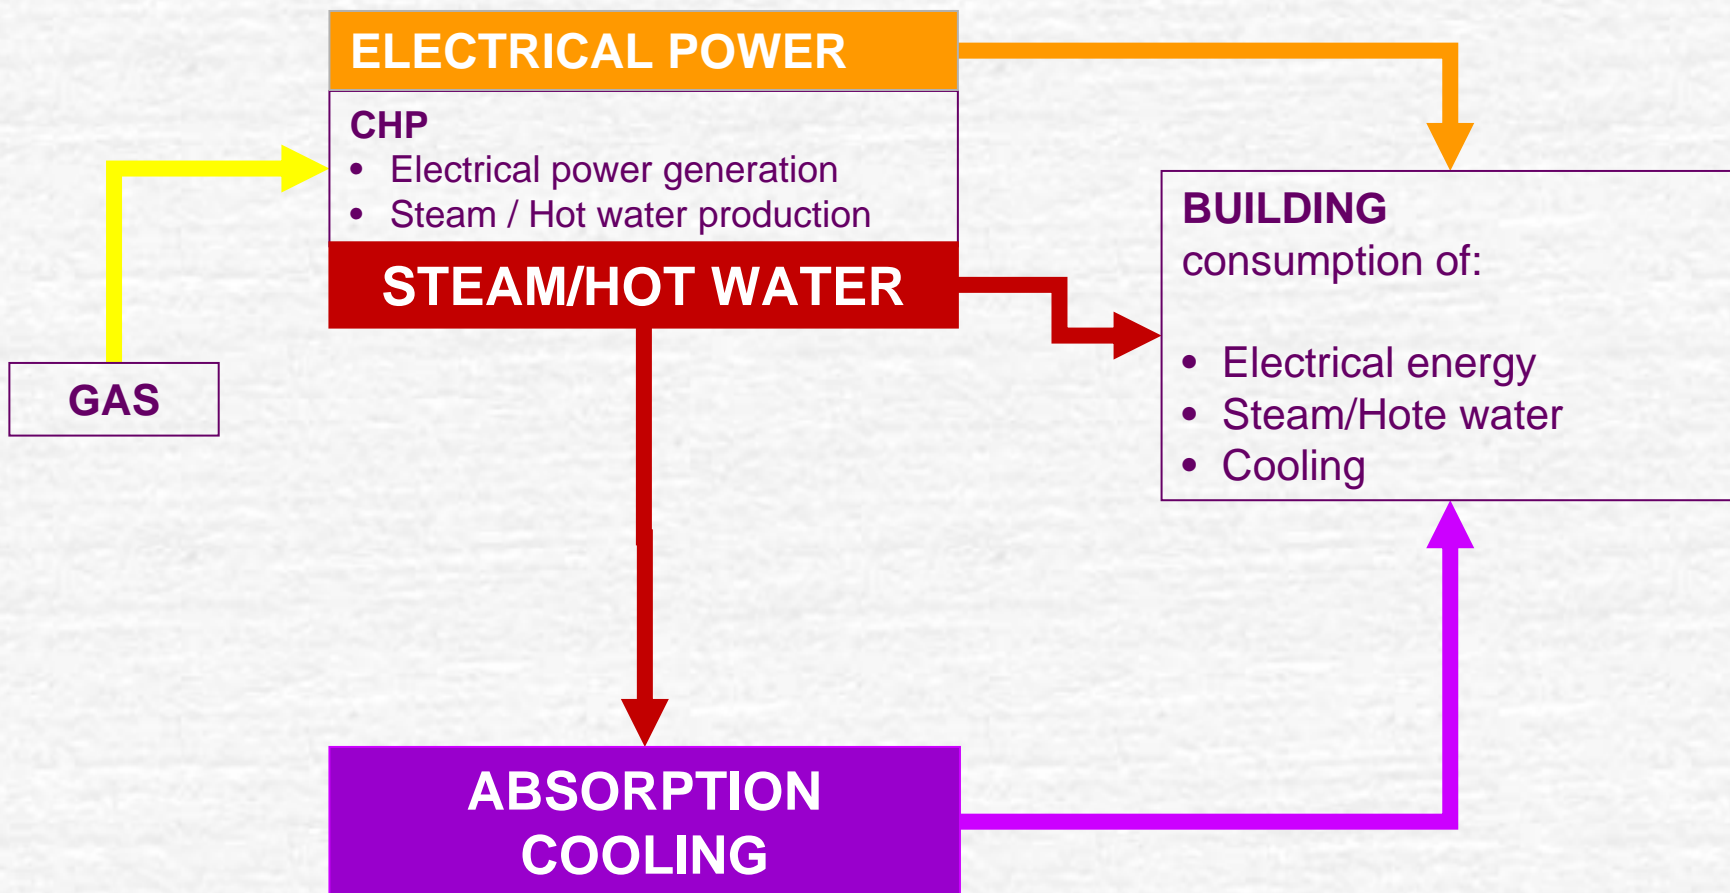 ELECTRICAL POWER
CHP
• Electrical power generation
• Steam / Hot water production
STEAM/HOT WATER
GAS
BUILDING
consumption of:
• Electrical energy
• Steam/Hote water
• Cooling
ABSORPTION
COOLING